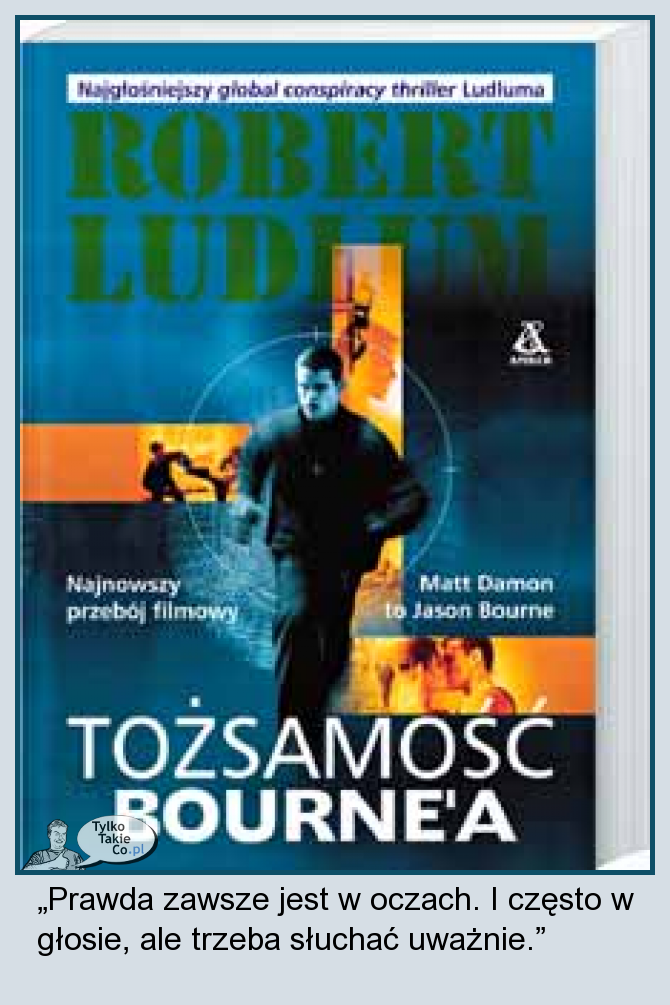 Najgłośniejszy global conspiracy thriller Ludluma
ROBERT
LUDLUM
AMBER
Najnowszy
przebój filmowy
Matt Damon
to Jason Bourne
TOŻSAMOŚĆ
BOURNE'A
Tylko
Takie
Co.pl
„Prawda zawsze jest w oczach. I często w
głosie, ale trzeba słuchać uważnie.”